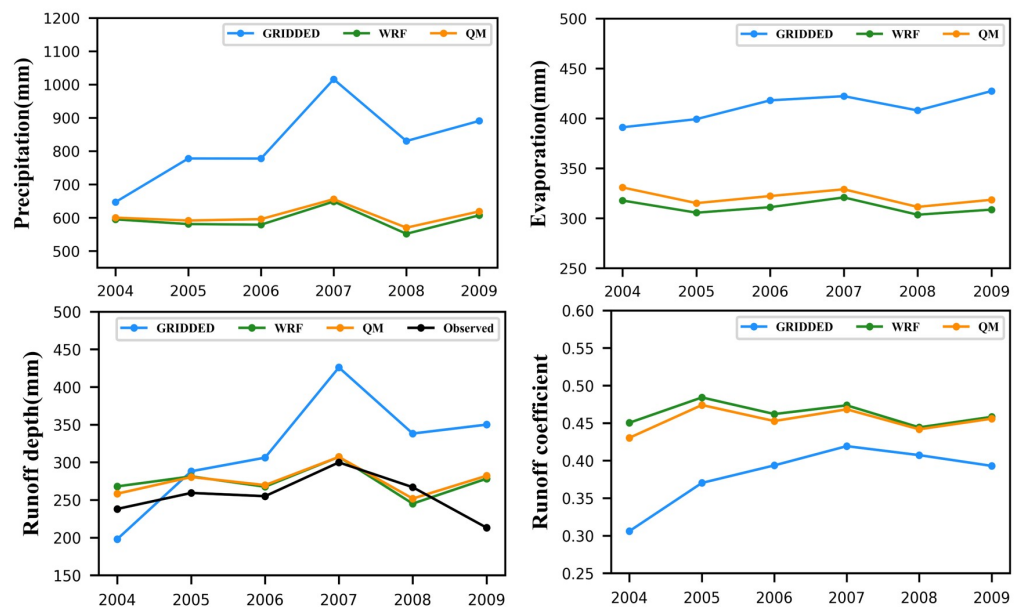 Precipitation(mm)
1200
1100
1000
900
800
700
600
500
GRIDDED WRF QM
2004 2005 2006 2007 2008 2009
Evaporation(mm)
500
450
400
350
300
250
GRIDDED WRF QM
2004 2005 2006 2007 2008 2009
Runoff depth(mm)
500
450
400
350
300
250
200
150
GRIDDED WRF QM Observed
2004 2005 2006 2007 2008 2009
Runoff coefficient
0.60
0.55
0.50
0.45
0.40
0.35
0.30
0.25
GRIDDED WRF QM
2004 2005 2006 2007 2008 2009